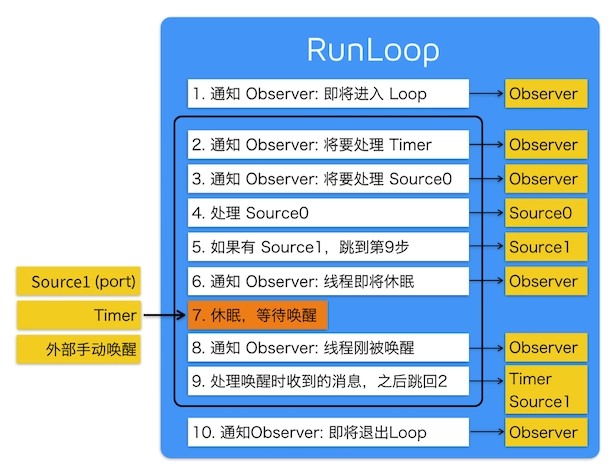 RunLoop
1. 通知 Observer: 即将进入 Loop
Observer
2. 通知 Observer: 将要处理 Timer
Observer
3. 通知 Observer: 将要处理 Source0
Observer
4. 处理 Source0
Source0
5. 如果有 Source1，跳到第9步
Source1
Source1 (port)
6. 通知 Observer: 线程即将休眠
Observer
Timer
7. 休眠，等待唤醒
外部手动唤醒
8. 通知 Observer: 线程刚被唤醒
Observer
9. 处理唤醒时收到的消息，之后跳回2
Timer
Source1
10. 通知Observer: 即将退出Loop
Observer